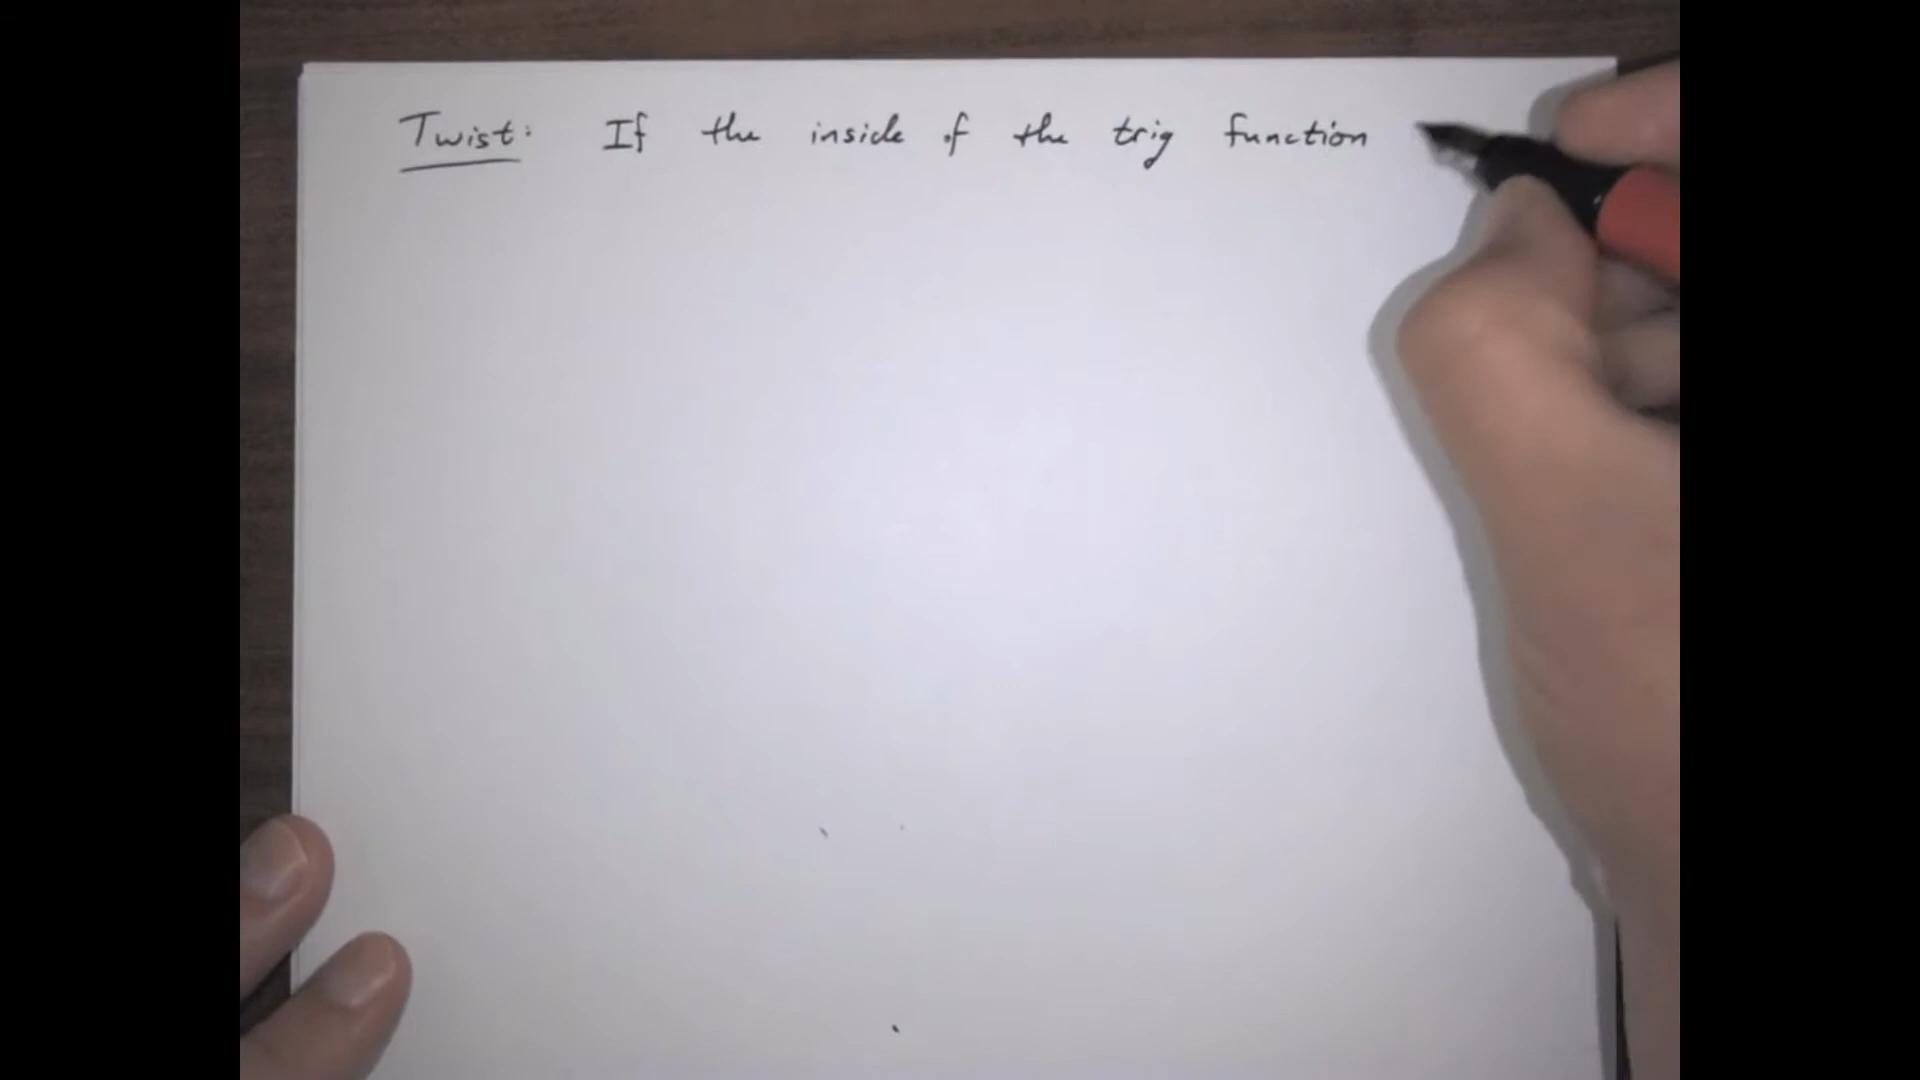 Twist: If the inside of the trig function